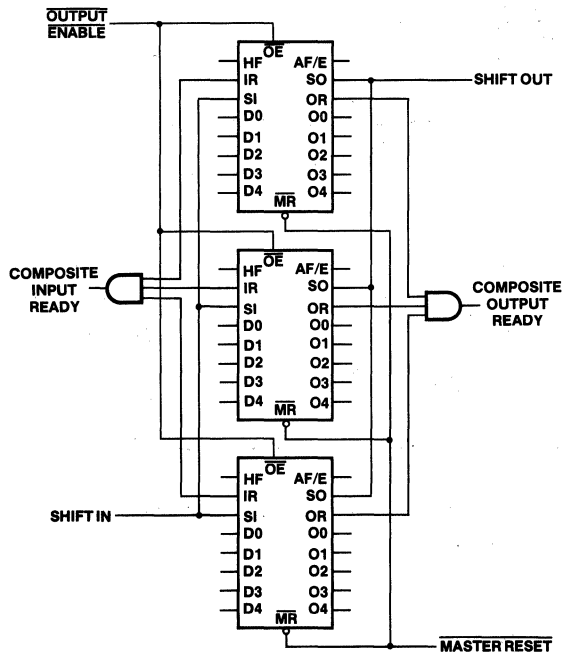 OUTPUT
ENABLE
OE
HF AF/E
IR SO SHIFT OUT
SI OR
D0 O0
D1 O1
D2 O2
D3 O3
D4 O4
MR
OE
COMPOSITE
INPUT
READY
HF AF/E
IR SO
SI OR
D0 O0
D1 O1
D2 O2
D3 O3
D4 O4
MR
COMPOSITE
OUTPUT
READY
OE
HF AF/E
IR SO
SHIFT IN SI OR
D0 O0
D1 O1
D2 O2
D3 O3
D4 O4
MR
MASTER RESET